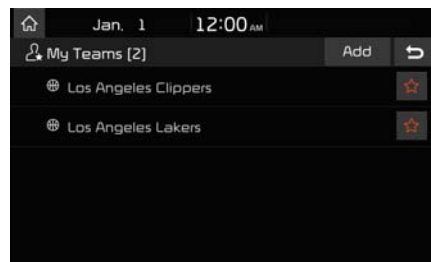 Jan. 1 12:00 AM
My Teams [2] Add
Los Angeles Clippers
Los Angeles Lakers